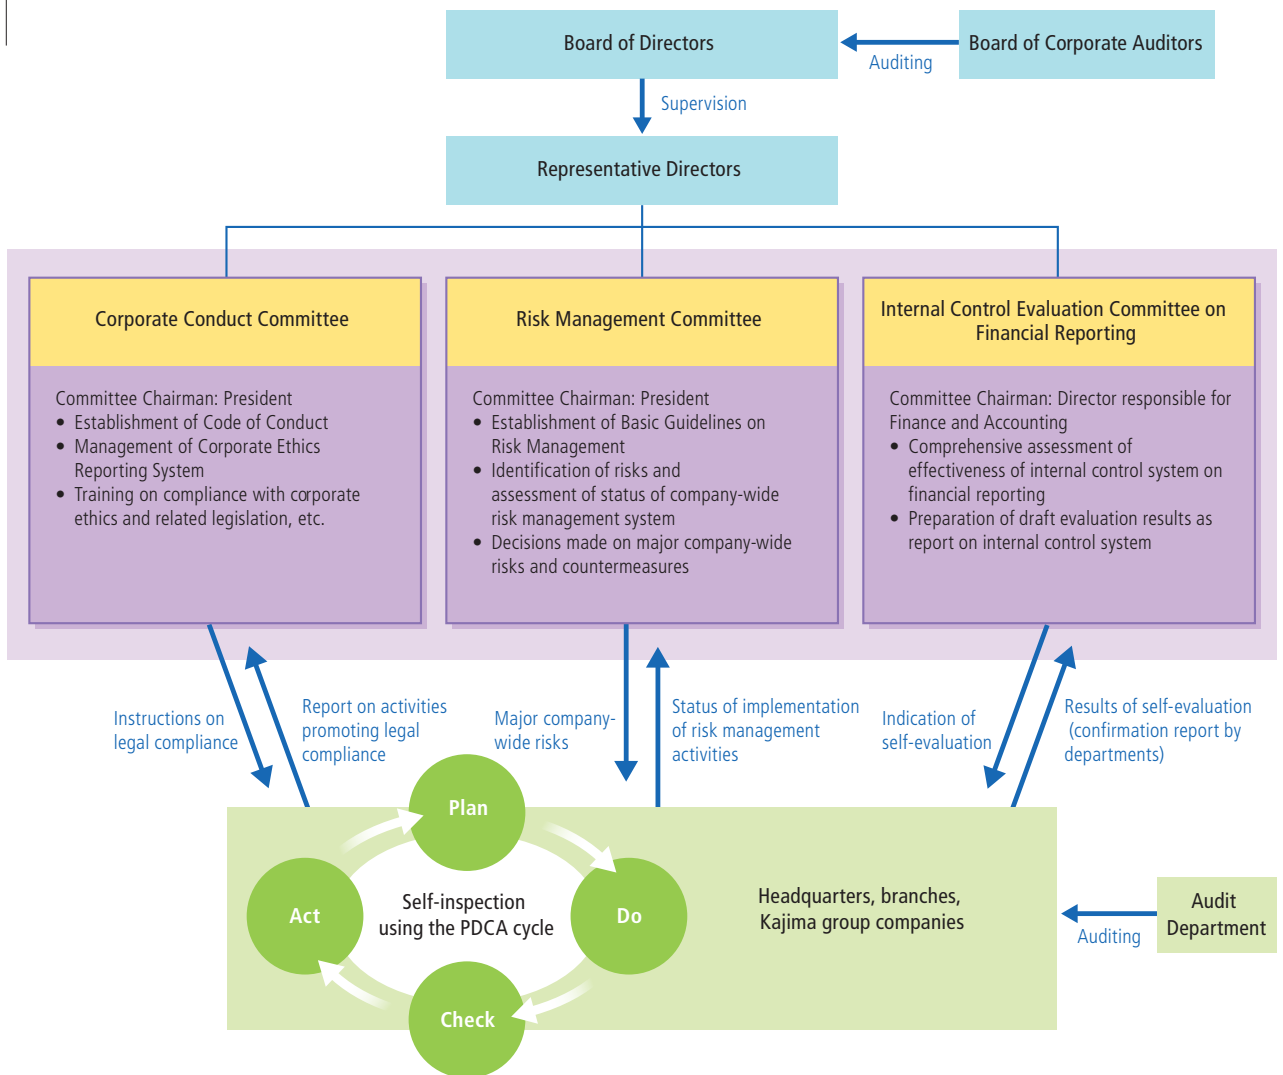 Board of Directors
Board of Corporate Auditors
Auditing
Supervision
Representative Directors
Corporate Conduct Committee
Committee Chairman: President
• Establishment of Code of Conduct
• Management of Corporate Ethics
Reporting System
• Training on compliance with corporate
ethics and related legislation, etc.
Risk Management Committee
Committee Chairman: President
• Establishment of Basic Guidelines on
Risk Management
• Identification of risks and
assessment of status of company-wide
risk management system
• Decisions made on major company-wide
risks and countermeasures
Internal Control Evaluation Committee on
Financial Reporting
Committee Chairman: Director responsible for
Finance and Accounting
• Comprehensive assessment of
effectiveness of internal control system on
financial reporting
• Preparation of draft evaluation results as
report on internal control system
Instructions on
legal compliance
Report on activities
promoting legal
compliance
Major company-
wide risks
Status of implementation
of risk management
activities
Indication of
self-evaluation
Results of self-evaluation
(confirmation report by
departments)
Plan
Act
Self-inspection
using the PDCA cycle
Do
Check
Headquarters, branches,
Kajima group companies
Auditing
Audit
Department